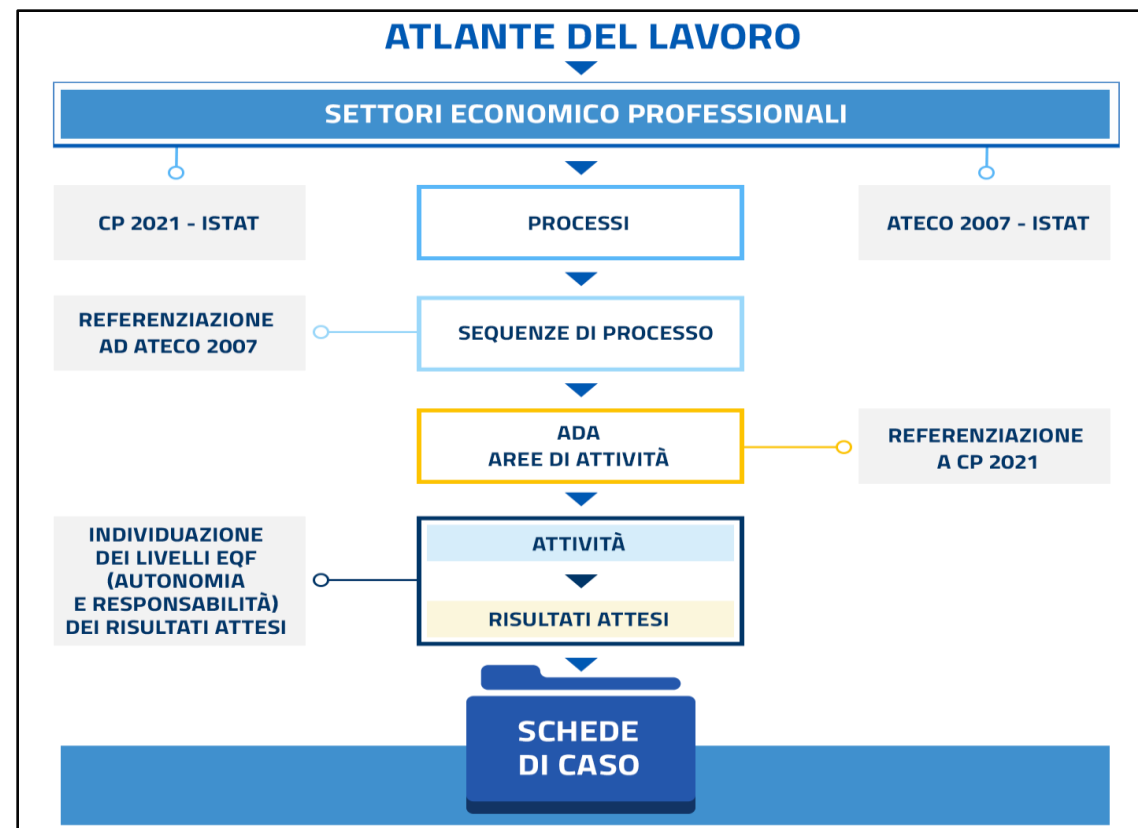 ATLANTE DEL LAVORO
SETTORI ECONOMICO PROFESSIONALI
CP 2021 - ISTAT
PROCESSI
ATECO 2007 - ISTAT
REFERENZIAZIONE
AD ATECO 2007
SEQUENZE DI PROCESSO
ADA
AREE DI ATTIVITÀ
REFERENZIAZIONE
A CP 2021
INDIVIDUAZIONE
DEI LIVELLI EQF
(AUTONOMIA
E RESPONSABILITÀ)
DEI RISULTATI ATTESI
ATTIVITÀ
RISULTATI ATTESI
SCHEDE
DI CASO